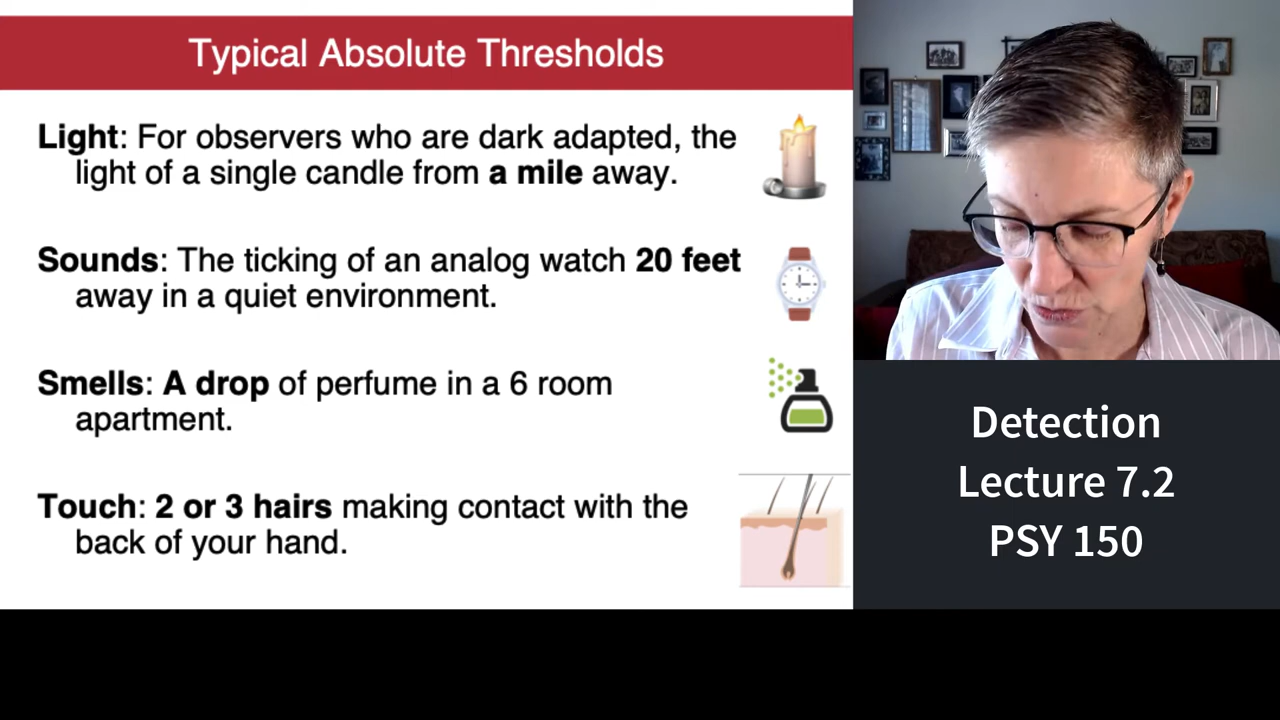 Typical Absolute Thresholds
Light: For observers who are dark adapted, the
light of a single candle from a mile away.
Sounds: The ticking of an analog watch 20 feet
away in a quiet environment.
Smells: A drop of perfume in a 6 room
apartment.
Touch: 2 or 3 hairs making contact with the
back of your hand.
Detection
Lecture 7.2
PSY 150